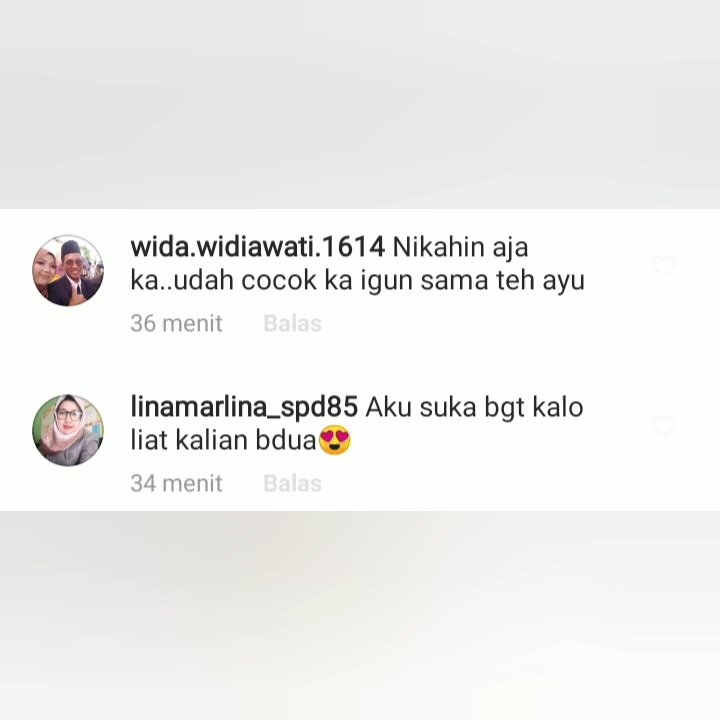 wida.widiawati.1614 Nikahin aja
ka..udah cocok ka igun sama teh ayu
36 menit Balas
linamarlina_spd85 Aku suka bgt kalo
liat kalian bdua😍
34 menit Balas